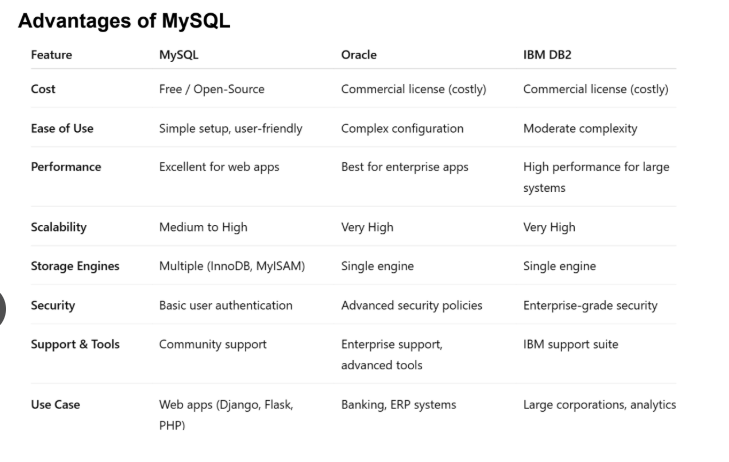 Advantages of MySQL
Feature MySQL Oracle IBM DB2
Cost Free / Open-Source Commercial license (costly) Commercial license (costly)
Ease of Use Simple setup, user-friendly Complex configuration Moderate complexity
Performance Excellent for web apps Best for enterprise apps High performance for large
systems
Scalability Medium to High Very High Very High
Storage Engines Multiple (InnoDB, MyISAM) Single engine Single engine
Security Basic user authentication Advanced security policies Enterprise-grade security
Support & Tools Community support Enterprise support, IBM support suite
advanced tools
Use Case Web apps (Django, Flask, Banking, ERP systems Large corporations, analytics
PHP)